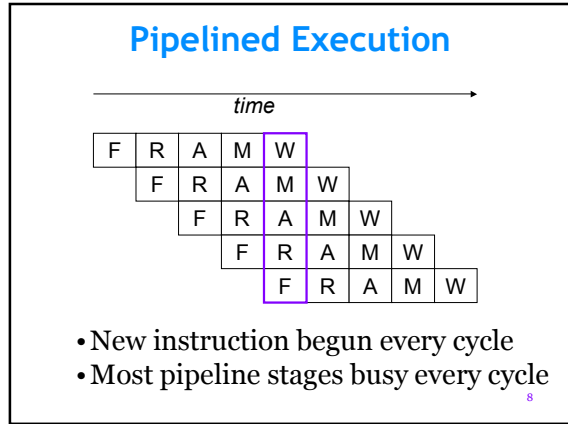 Pipelined Execution
time
F R A M W
F R A M W
F R A M W
F R A M W
F R A M W
• New instruction begun every cycle
• Most pipeline stages busy every cycle
8